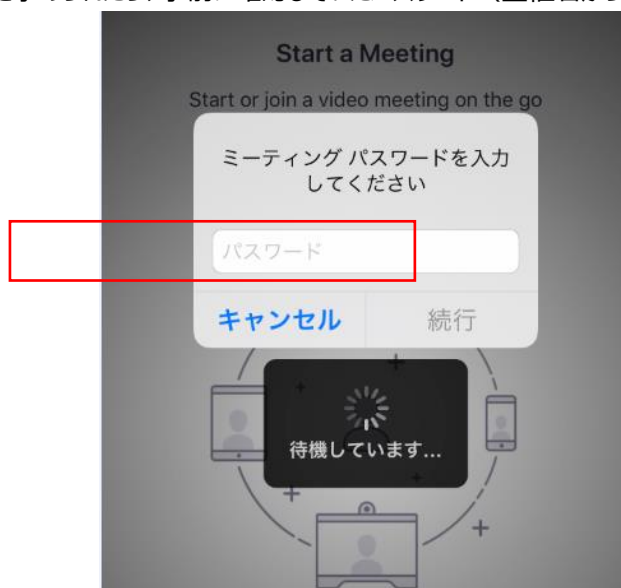 Start a Meeting
Start or join a video meeting on the go
ミーティング パスワードを入力
してください
パスワード
キャンセル
続行
待機しています...